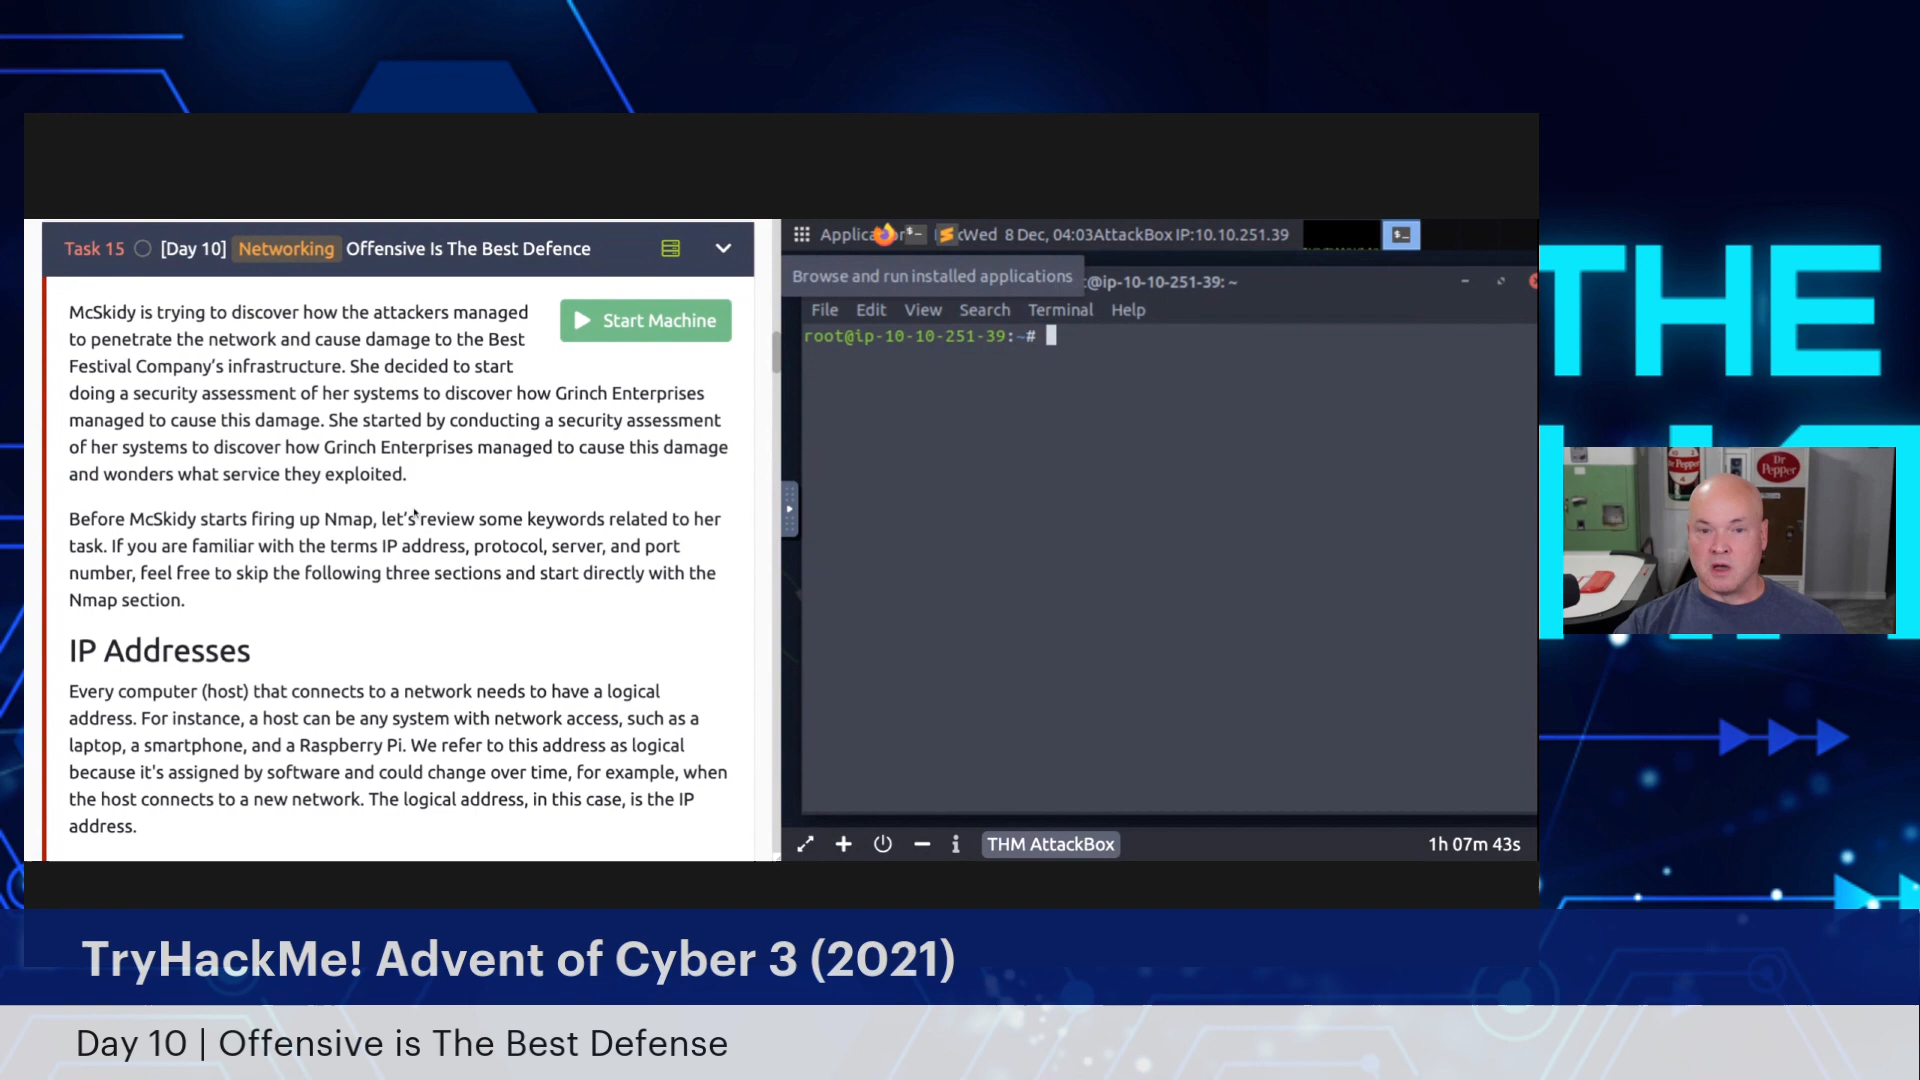 Task 15 [Day 10] Networking Offensive Is The Best Defence
McSkidy is trying to discover how the attackers managed
to penetrate the network and cause damage to the Best
Festival Company's infrastructure. She decided to start
doing a security assessment of her systems to discover how Grinch Enterprises
managed to cause this damage. She started by conducting a security assessment
of her systems to discover how Grinch Enterprises managed to cause this damage
and wonders what service they exploited.
Start Machine
Before McSkidy starts firing up Nmap, let's review some keywords related to her
task. If you are familiar with the terms IP address, protocol, server, and port
number, feel free to skip the following three sections and start directly with the
Nmap section.
IP Addresses
Every computer (host) that connects to a network needs to have a logical
address. For instance, a host can be any system with network access, such as a
laptop, a smartphone, and a Raspberry Pi. We refer to this address as logical
because it's assigned by software and could change over time, for example, when
the host connects to a new network. The logical address, in this case, is the IP
address.
Wed 8 Dec, 04:03 AttackBox IP:10.10.251.39
Browse and run installed applications
@ip-10-10-251-39: ~
File Edit View Search Terminal Help
root@ip-10-10-251-39:~#
THM AttackBox
1h 07m 43s
THE
Dr Pepper
Dr
Pepper
TryHackMe! Advent of Cyber 3 (2021)
Day 10 | Offensive is The Best Defense